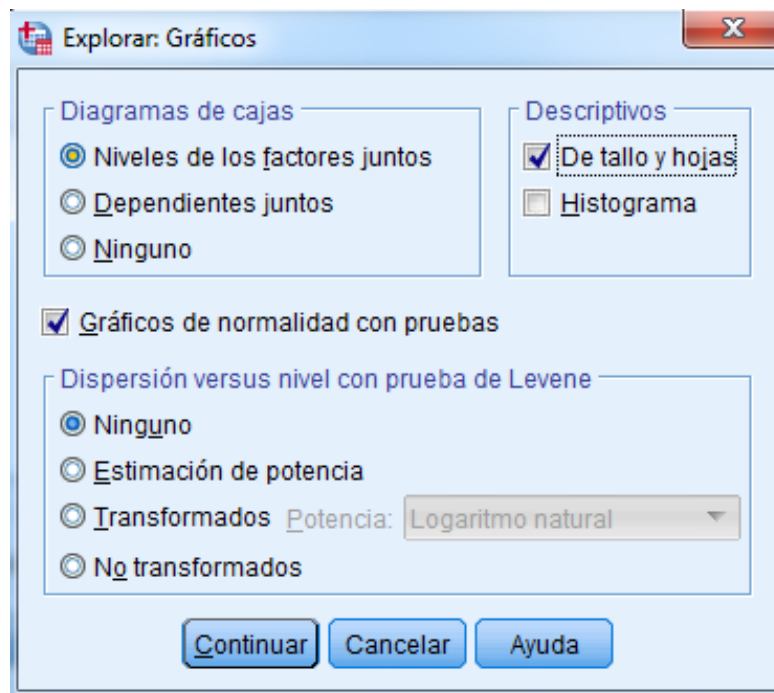 Explorar: Gráficos
Diagramas de cajas
Niveles de los factores juntos
Dependientes juntos
Ninguno
Descriptivos
De tallo y hojas
Histograma
Gráficos de normalidad con pruebas
Dispersión versus nivel con prueba de Levene
Ninguno
Estimación de potencia
Transformados Potencia: Logaritmo natural
No transformados
Continuar Cancelar Ayuda